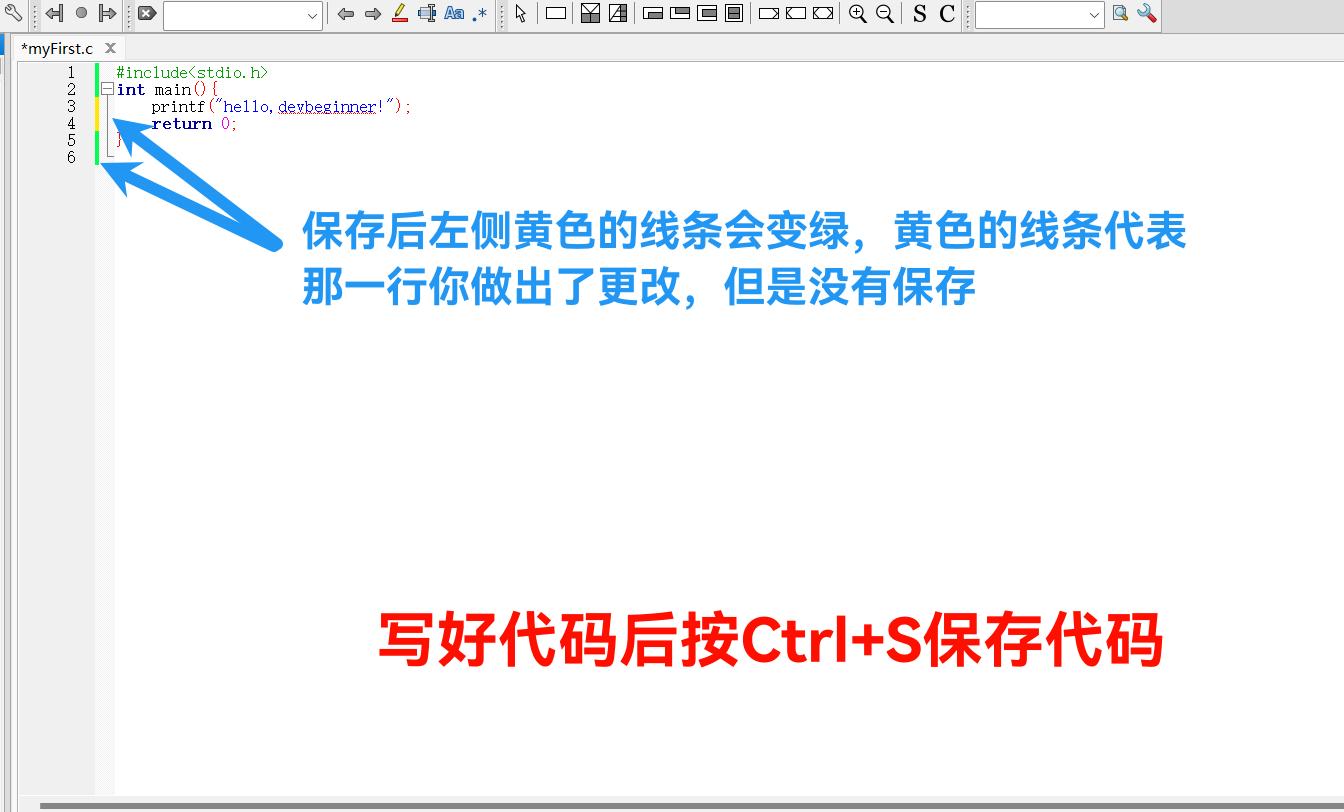 Aa .*
S C
*myFirst.c
1 #include<stdio.h>
2 int main(){
3 printf("hello,devbeginner!");
4 return 0;
5 }
6
保存后左侧黄色的线条会变绿，黄色的线条代表
那一行你做出了更改，但是没有保存
写好代码后按Ctrl+S保存代码